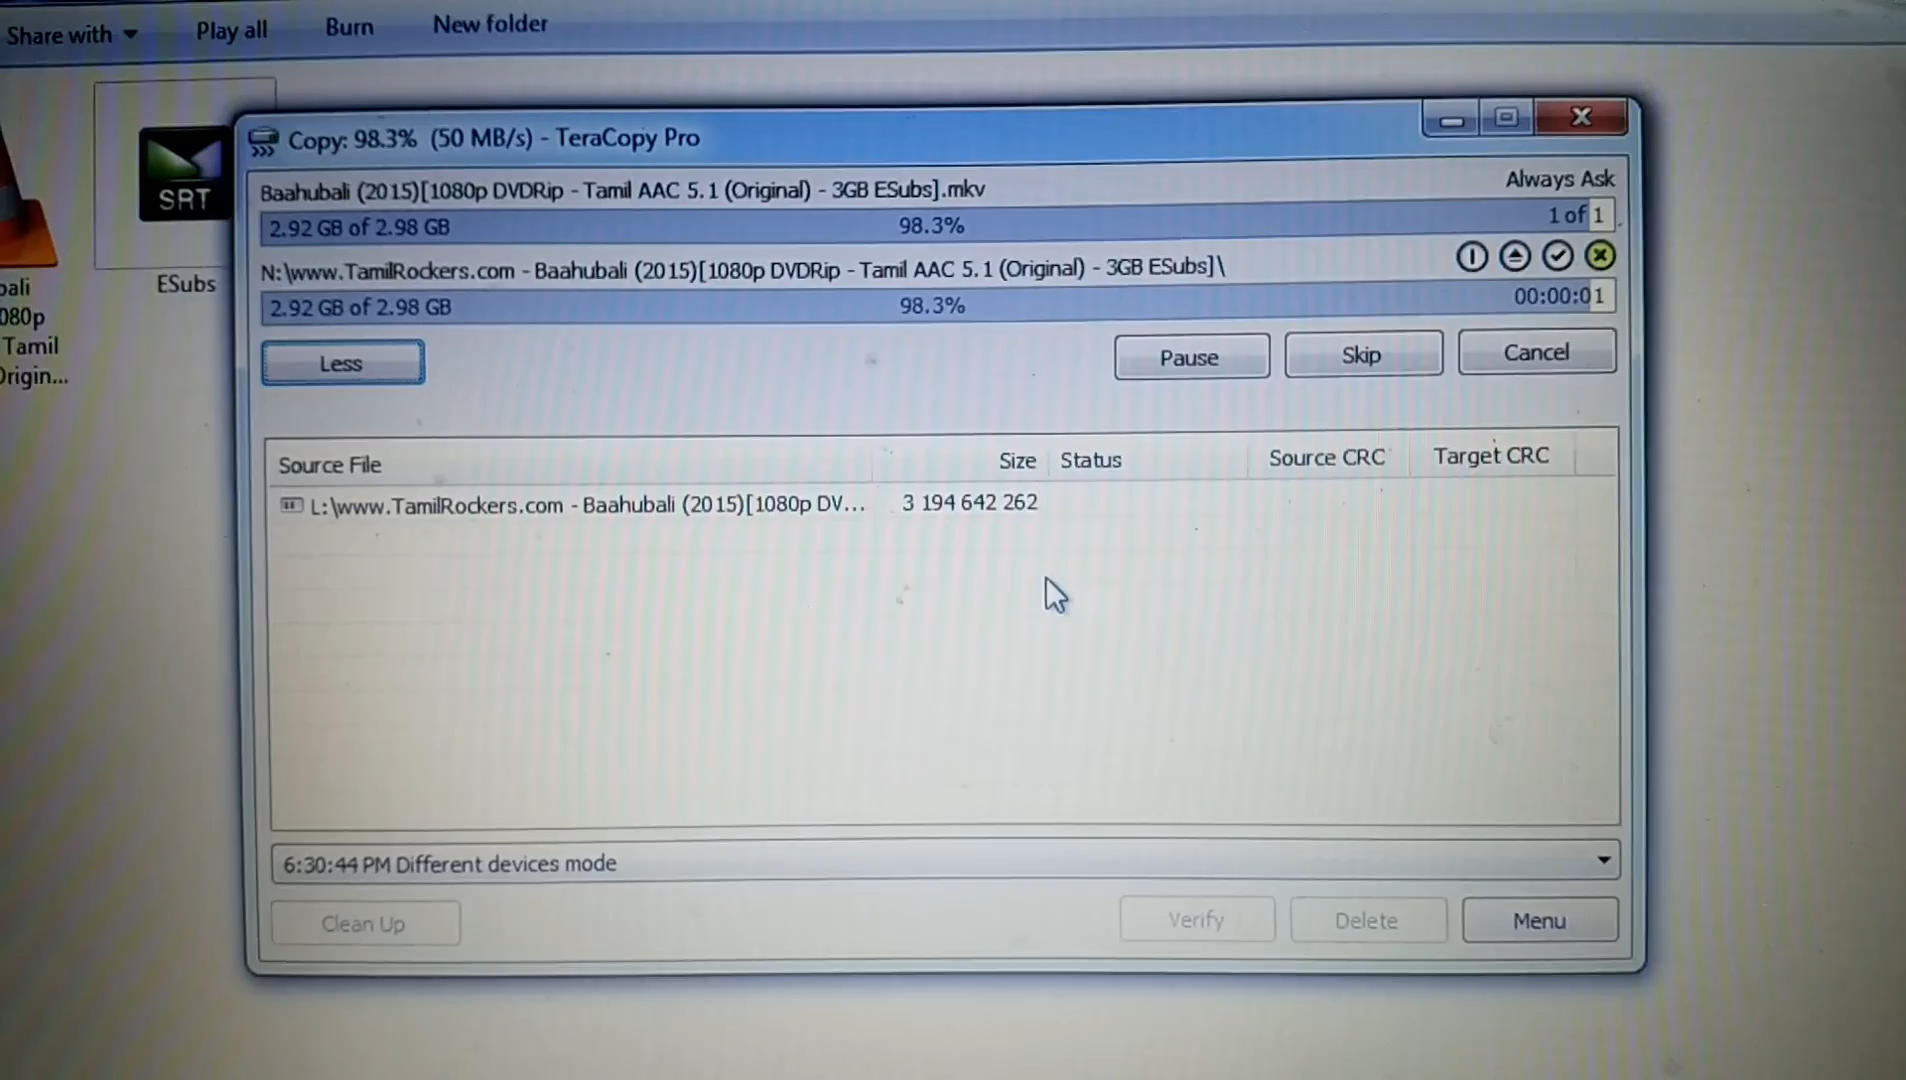 Share with Play all Burn New folder
SRT
ESubs
080p
Tamil
Copy: 98.3% (50 MB/s) - TeraCopy Pro
Baahubali (2015)[1080p DVDRip - Tamil AAC 5.1 (Original) - 3GB ESubs].mkv Always Ask
2.92 GB of 2.98 GB 98.3% 1 of 1
N:\www.TamilRockers.com - Baahubali (2015)[1080p DVDRip - Tamil AAC 5.1 (Original) - 3GB ESubs]\
2.92 GB of 2.98 GB 98.3% 00:00:01
Less Pause Skip Cancel
Source File Size Status Source CRC Target CRC
L:\www.TamilRockers.com - Baahubali (2015)[1080p DV... 3 194 642 262
6:30:44 PM Different devices mode
Clean Up Verify Delete Menu